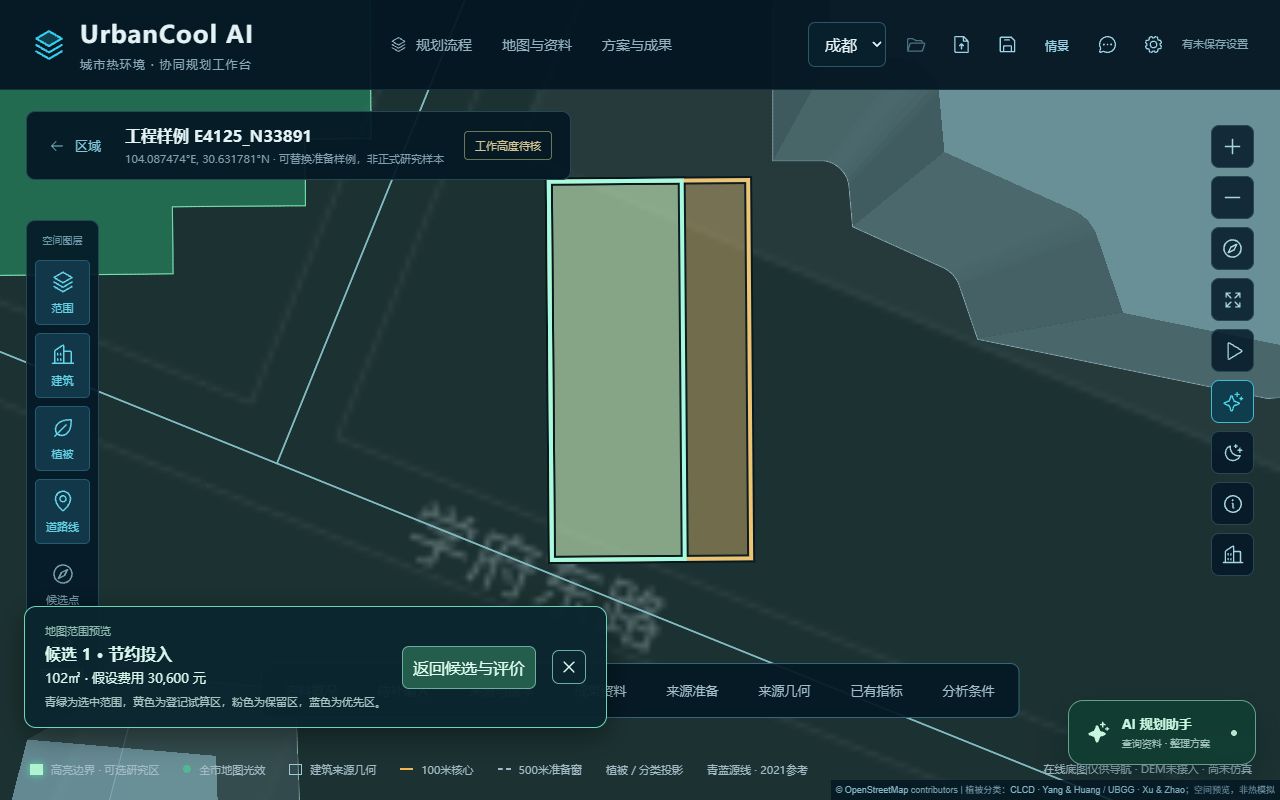 UrbanCool AI
城市热环境 · 协同规划工作台
规划流程
地图与资料
方案与成果
成都
情景
有未保存设置
区域
工程样例 E4125_N33891
104.087474°E, 30.631781°N · 可替换准备样例，非正式研究样本
工作高度待核
空间图层
范围
建筑
植被
道路线
候选点
学府东路
地图范围预览
候选 1 • 节约投入
102㎡ · 假设费用 30,600 元
青绿为选中范围，黄色为登记试算区，粉色为保留区，蓝色为优先区。
返回候选与评价
资料
来源准备
来源几何
已有指标
分析条件
AI 规划助手
查询资料 · 整理方案
高亮边界 · 可选研究区
全市地图光效
建筑来源几何
100米核心
500米准备窗
植被 / 分类投影
青蓝源线 · 2021参考
在线底图仅供导航 · DEM未接入 · 尚未仿真
© OpenStreetMap contributors | 植被分类：CLCD · Yang & Huang / UBGG · Xu & Zhao；空间预览，非热模拟